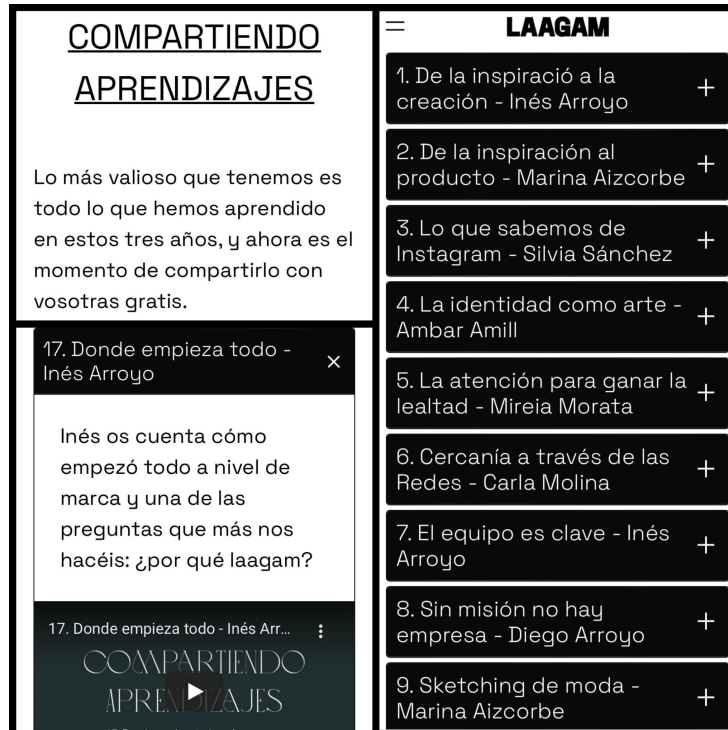 COMPARTIENDO
APRENDIZAJES
Lo más valioso que tenemos es
todo lo que hemos aprendido
en estos tres años, y ahora es el
momento de compartirlo con
vosotras gratis.
17. Donde empieza todo -
Inés Arroyo
Inés os cuenta cómo
empezó todo a nivel de
marca y una de las
preguntas que más nos
hacéis: ¿por qué laagam?
17. Donde empieza todo - Inés Arr...
COMPARTIENDO
APRENDIZAJES
LAAGAM
1. De la inspiració a la
creación - Inés Arroyo
2. De la inspiración al
producto - Marina Aizcorbe
3. Lo que sabemos de
Instagram - Silvia Sánchez
4. La identidad como arte -
Ambar Amill
5. La atención para ganar la
lealtad - Mireia Morata
6. Cercanía a través de las
Redes - Carla Molina
7. El equipo es clave - Inés
Arroyo
8. Sin misión no hay
empresa - Diego Arroyo
9. Sketching de moda -
Marina Aizcorbe